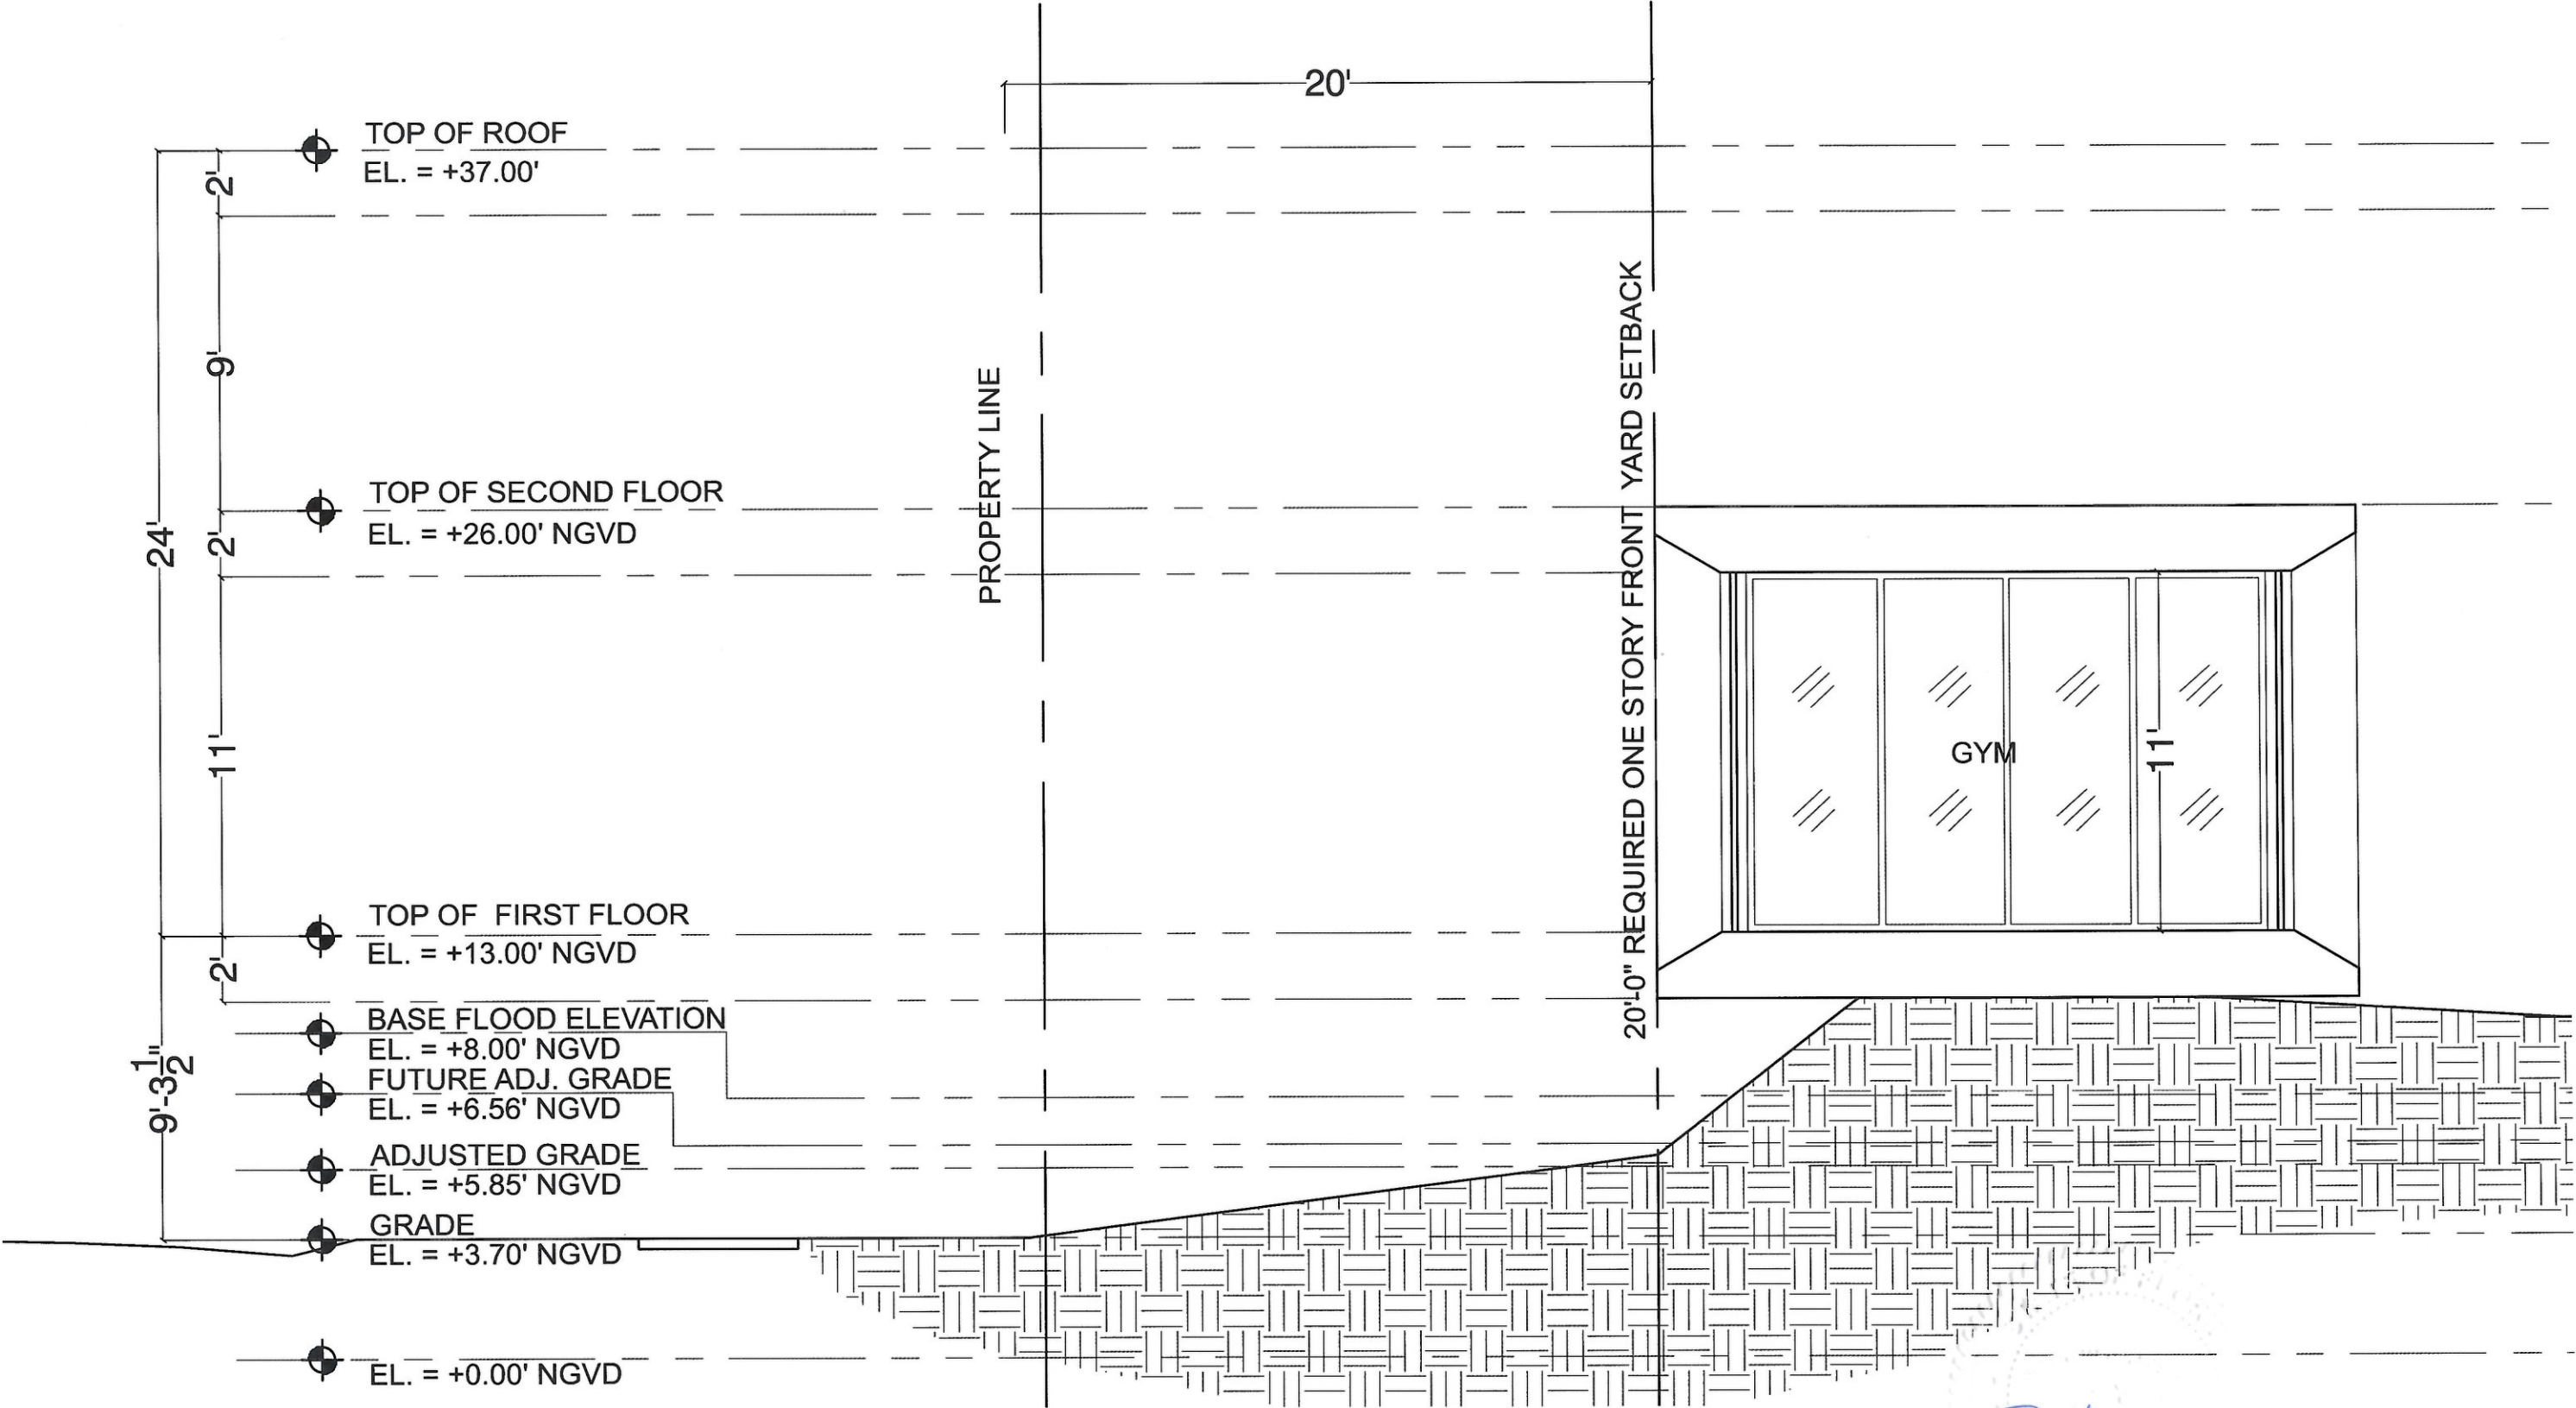 20'
TOP OF ROOF
EL. = +37.00'
2'
9'
PROPERTY LINE
20'-0" REQUIRED ONE STORY FRONT YARD SETBACK
TOP OF SECOND FLOOR
EL. = +26.00' NGVD
24'
2'
11'
GYM
11'
TOP OF FIRST FLOOR
EL. = +13.00' NGVD
2'
BASE FLOOD ELEVATION
EL. = +8.00' NGVD
FUTURE ADJ. GRADE
EL. = +6.56' NGVD
9'-3 1/2"
ADJUSTED GRADE
EL. = +5.85' NGVD
GRADE
EL. = +3.70' NGVD
EL. = +0.00' NGVD